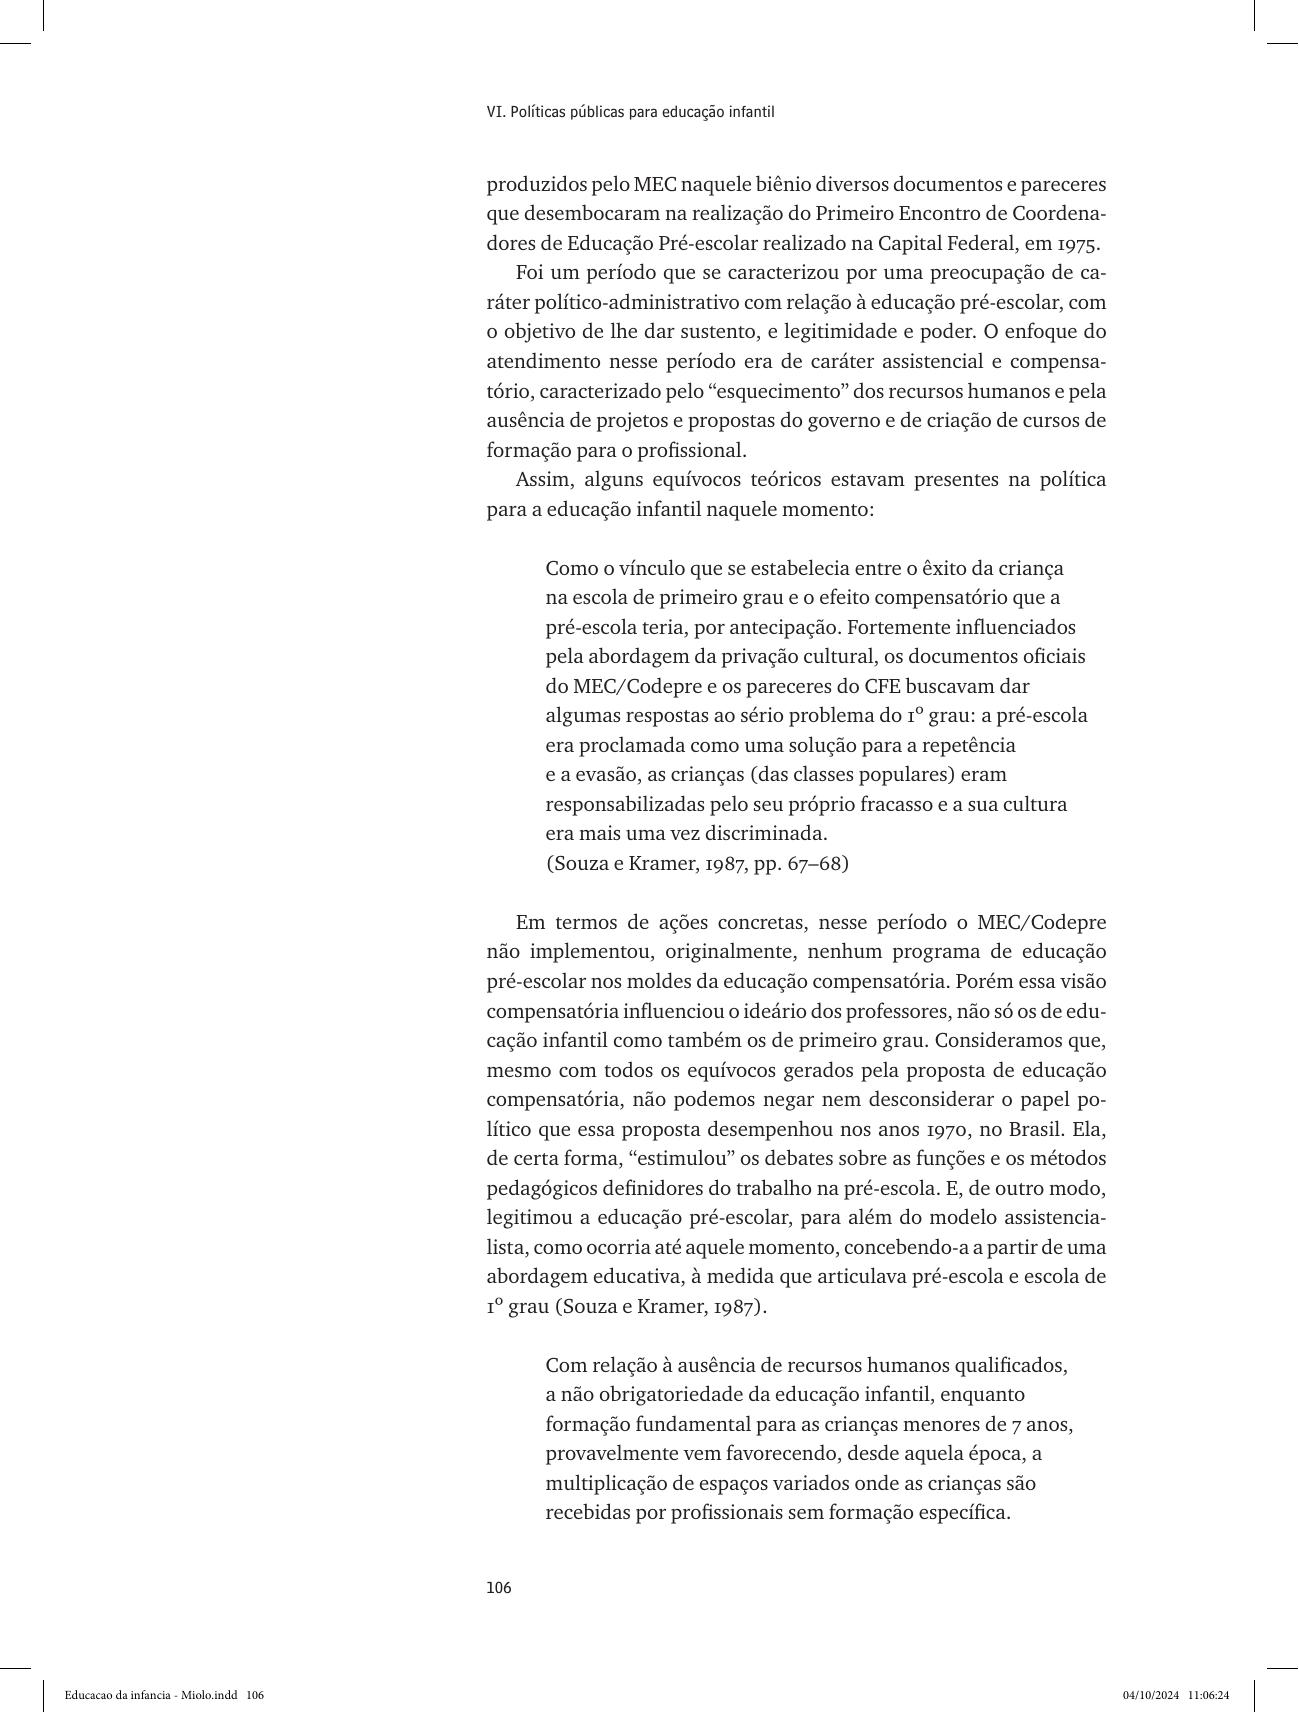 VI. Políticas públicas para educação infantil
produzidos pelo MEC naquele biênio diversos documentos e pareceres
que desembocaram na realização do Primeiro Encontro de Coordena-
dores de Educação Pré-escolar realizado na Capital Federal, em 1975.
Foi um período que se caracterizou por uma preocupação de ca-
ráter político-administrativo com relação à educação pré-escolar, com
o objetivo de lhe dar sustento, e legitimidade e poder. O enfoque do
atendimento nesse período era de caráter assistencial e compensa-
tório, caracterizado pelo “esquecimento” dos recursos humanos e pela
ausência de projetos e propostas do governo e de criação de cursos de
formação para o profissional.
Assim, alguns equívocos teóricos estavam presentes na política
para a educação infantil naquele momento:
Como o vínculo que se estabelecia entre o êxito da criança
na escola de primeiro grau e o efeito compensatório que a
pré-escola teria, por antecipação. Fortemente influenciados
pela abordagem da privação cultural, os documentos oficiais
do MEC/Codepre e os pareceres do CFE buscavam dar
algumas respostas ao sério problema do 1º grau: a pré-escola
era proclamada como uma solução para a repetência
e a evasão, as crianças (das classes populares) eram
responsabilizadas pelo seu próprio fracasso e a sua cultura
era mais uma vez discriminada.
(Souza e Kramer, 1987, pp. 67–68)
Em termos de ações concretas, nesse período o MEC/Codepre
não implementou, originalmente, nenhum programa de educação
pré-escolar nos moldes da educação compensatória. Porém essa visão
compensatória influenciou o ideário dos professores, não só os de edu-
cação infantil como também os de primeiro grau. Consideramos que,
mesmo com todos os equívocos gerados pela proposta de educação
compensatória, não podemos negar nem desconsiderar o papel po-
lítico que essa proposta desempenhou nos anos 1970, no Brasil. Ela,
de certa forma, “estimulou” os debates sobre as funções e os métodos
pedagógicos definidores do trabalho na pré-escola. E, de outro modo,
legitimou a educação pré-escolar, para além do modelo assistencia-
lista, como ocorria até aquele momento, concebendo-a a partir de uma
abordagem educativa, à medida que articulava pré-escola e escola de
1º grau (Souza e Kramer, 1987).
Com relação à ausência de recursos humanos qualificados,
a não obrigatoriedade da educação infantil, enquanto
formação fundamental para as crianças menores de 7 anos,
provavelmente vem favorecendo, desde aquela época, a
multiplicação de espaços variados onde as crianças são
recebidas por profissionais sem formação específica.
106
Educacao da infancia - Miolo.indd 106
04/10/2024 11:06:24